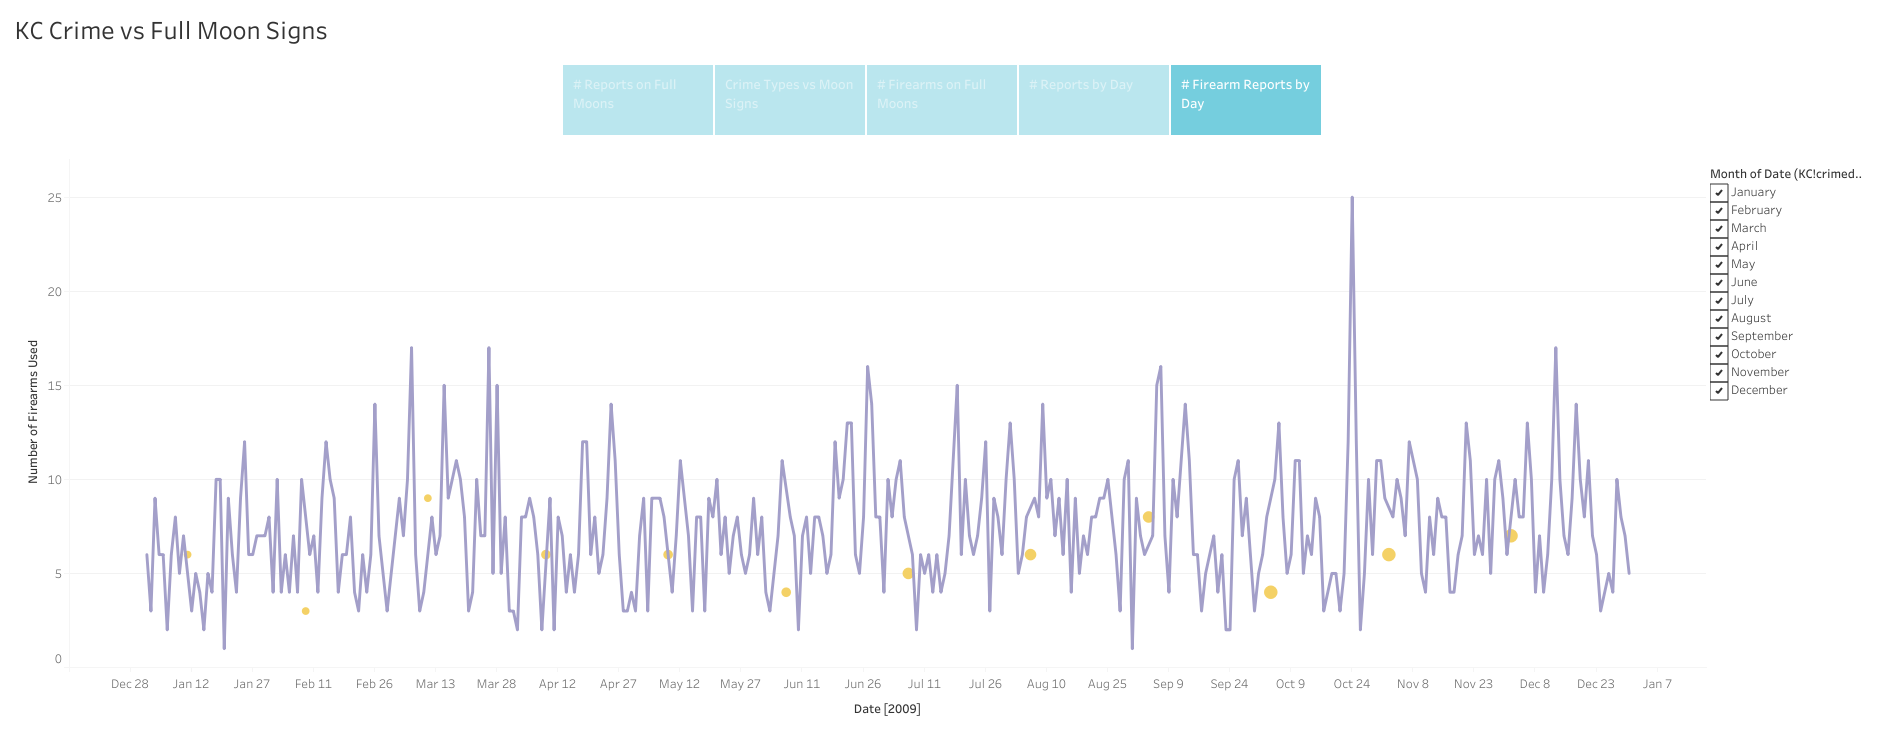 KC Crime vs Full Moon Signs
# Reports on Full
Moons
Crime Types vs Moon
Signs
# Firearms on Full
Moons
# Reports by Day
# Firearm Reports by
Day
Month of Date (KC!crimed..
January
February
March
April
May
June
July
August
September
October
November
December
Number of Firearms Used
25
20
15
10
5
0
Dec 28
Jan 12
Jan 27
Feb 11
Feb 26
Mar 13
Mar 28
Apr 12
Apr 27
May 12
May 27
Jun 11
Jun 26
Jul 11
Jul 26
Aug 10
Aug 25
Sep 9
Sep 24
Oct 9
Oct 24
Nov 8
Nov 23
Dec 8
Dec 23
Jan 7
Date [2009]